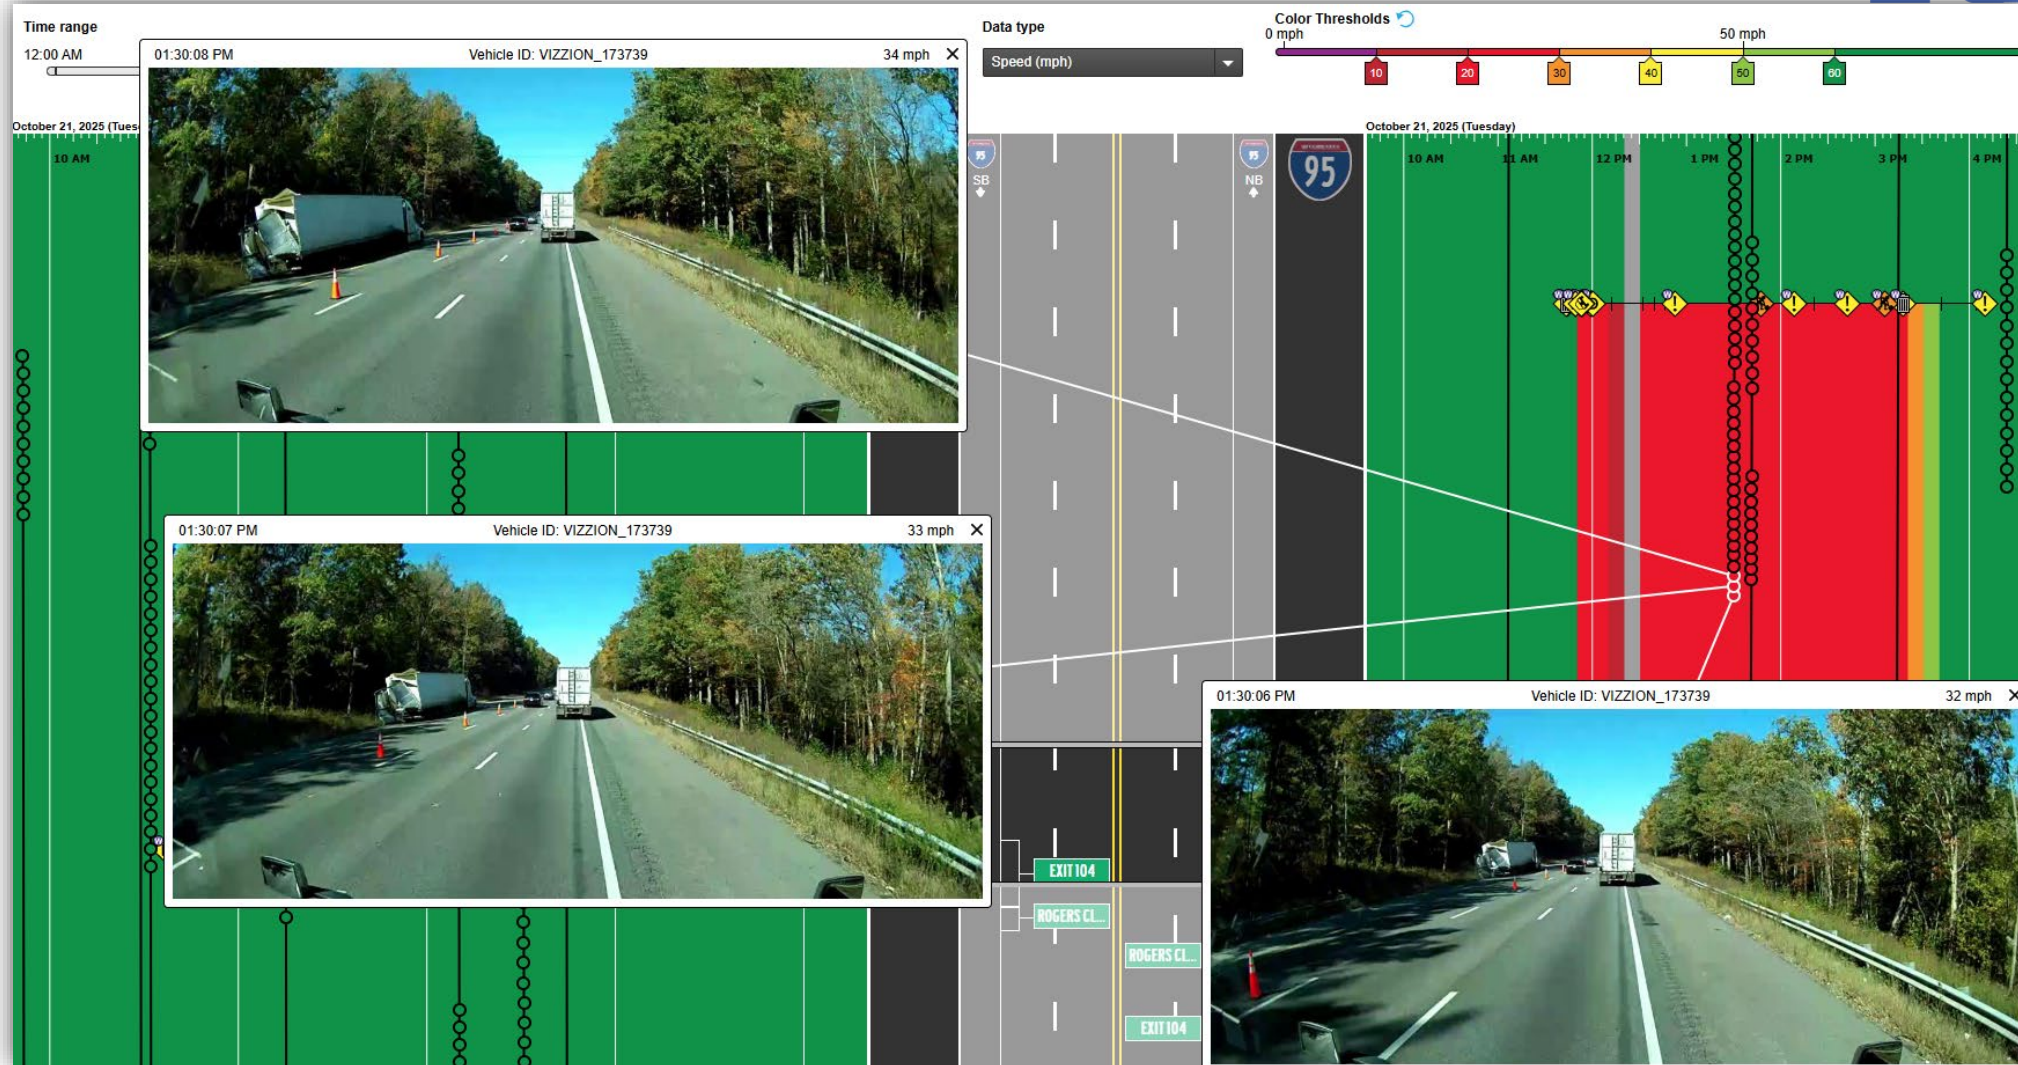 Time range
12:00 AM
Data type
Speed (mph)
Color Thresholds
0 mph
50 mph
10
20
30
40
50
60
01:30:08 PM
Vehicle ID: VIZZION_173739
34 mph
October 21, 2025 (Tues
10 AM
95
SB
95
NB
95
October 21, 2025 (Tuesday)
10 AM
11 AM
12 PM
1 PM
2 PM
3 PM
4 PM
W
W
W
W
W
W
W
W
W
01:30:07 PM
Vehicle ID: VIZZION_173739
33 mph
01:30:06 PM
Vehicle ID: VIZZION_173739
32 mph
W
EXIT 104
ROGERS CL...
ROGERS CL...
EXIT 104